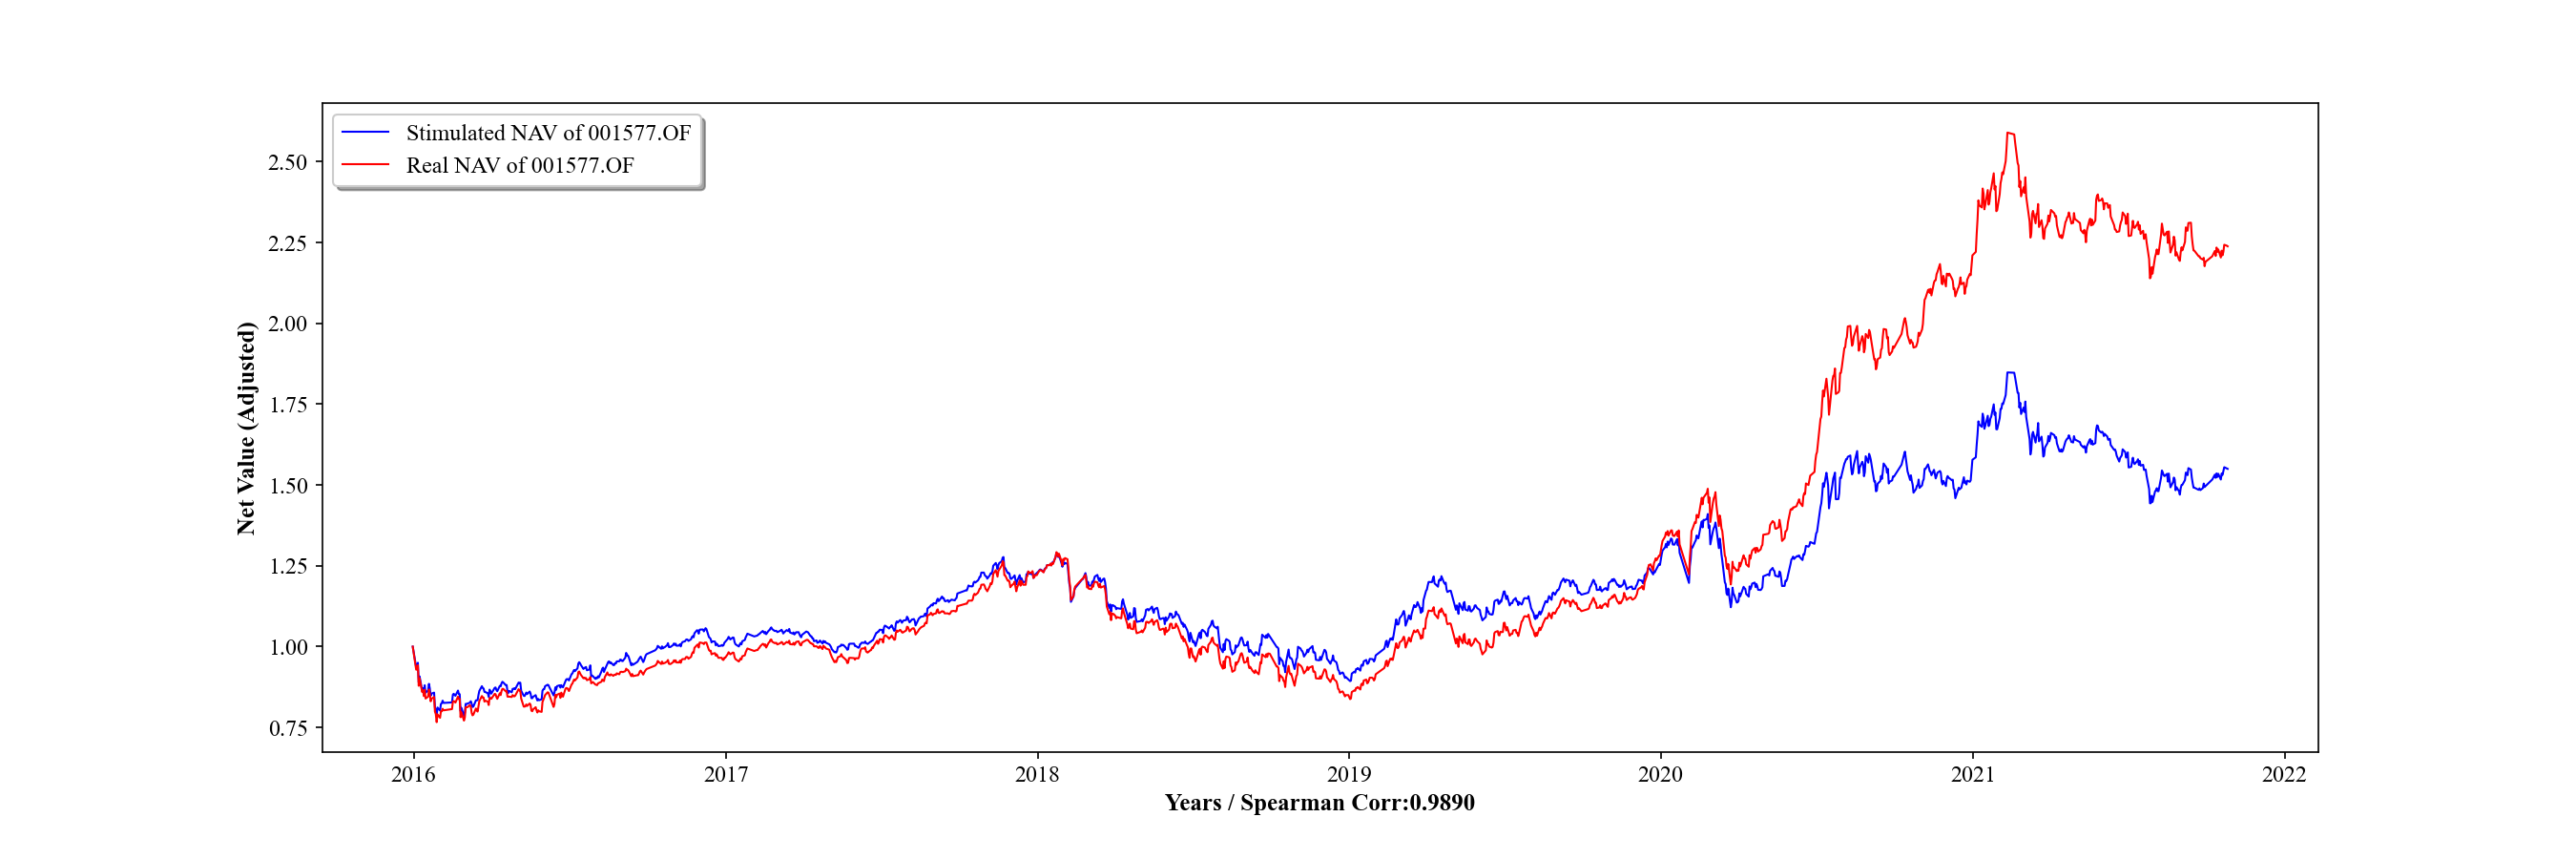 Stimulated NAV of 001577.OF
Real NAV of 001577.OF
2.50
2.25
2.00
1.75
1.50
1.25
1.00
0.75
Net Value (Adjusted)
2016 2017 2018 2019 2020 2021 2022
Years / Spearman Corr:0.9890